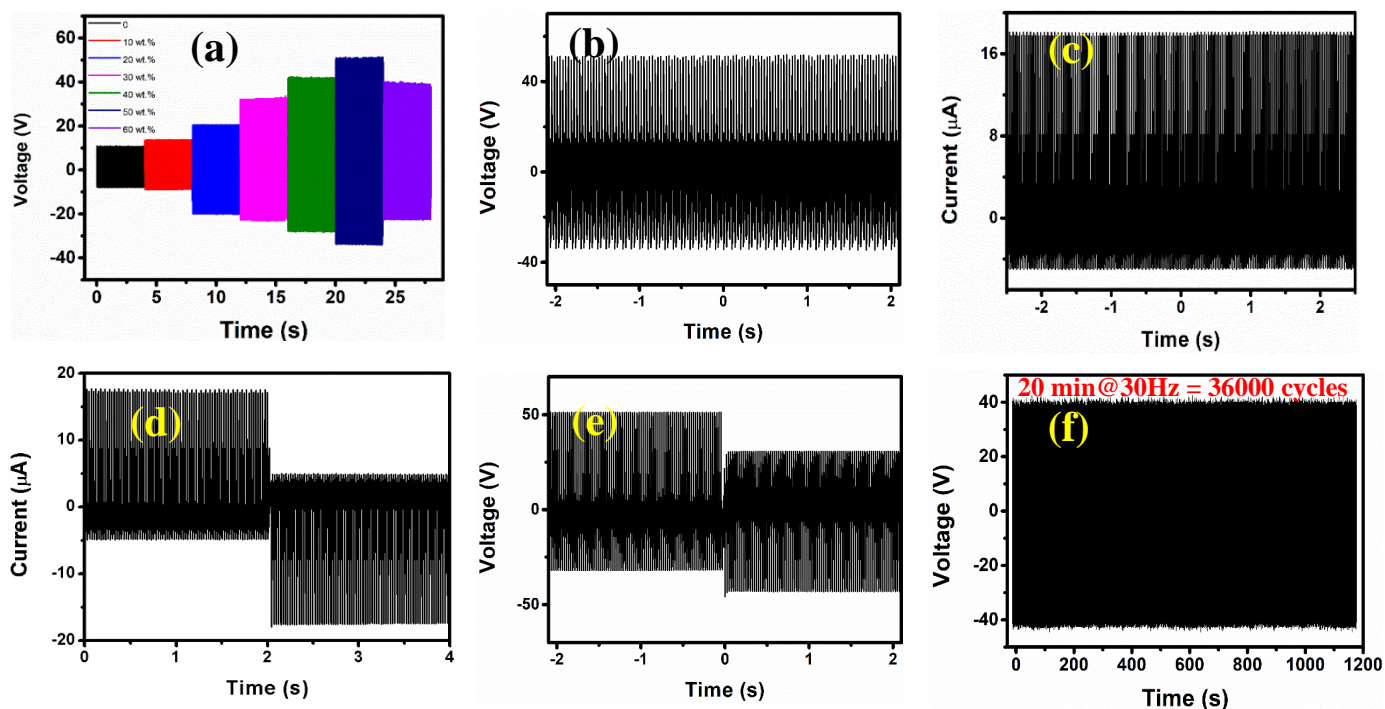 0
10 wt.%
20 wt.%
30 wt.%
40 wt.%
50 wt.%
60 wt.%
(a)
60
40
20
0
-20
-40
Voltage (V)
0 5 10 15 20 25
Time (s)
(b)
40
0
-40
Voltage (V)
-2 -1 0 1 2
Time (s)
(c)
16
8
0
Current (μA)
-2 -1 0 1 2
Time (s)
(d)
20
10
0
-10
-20
Current (μA)
0 1 2 3 4
Time (s)
(e)
50
0
-50
Voltage (V)
-2 -1 0 1 2
Time (s)
20 min@30Hz = 36000 cycles
(f)
40
20
0
-20
-40
Voltage (V)
0 200 400 600 800 1000 1200
Time (s)